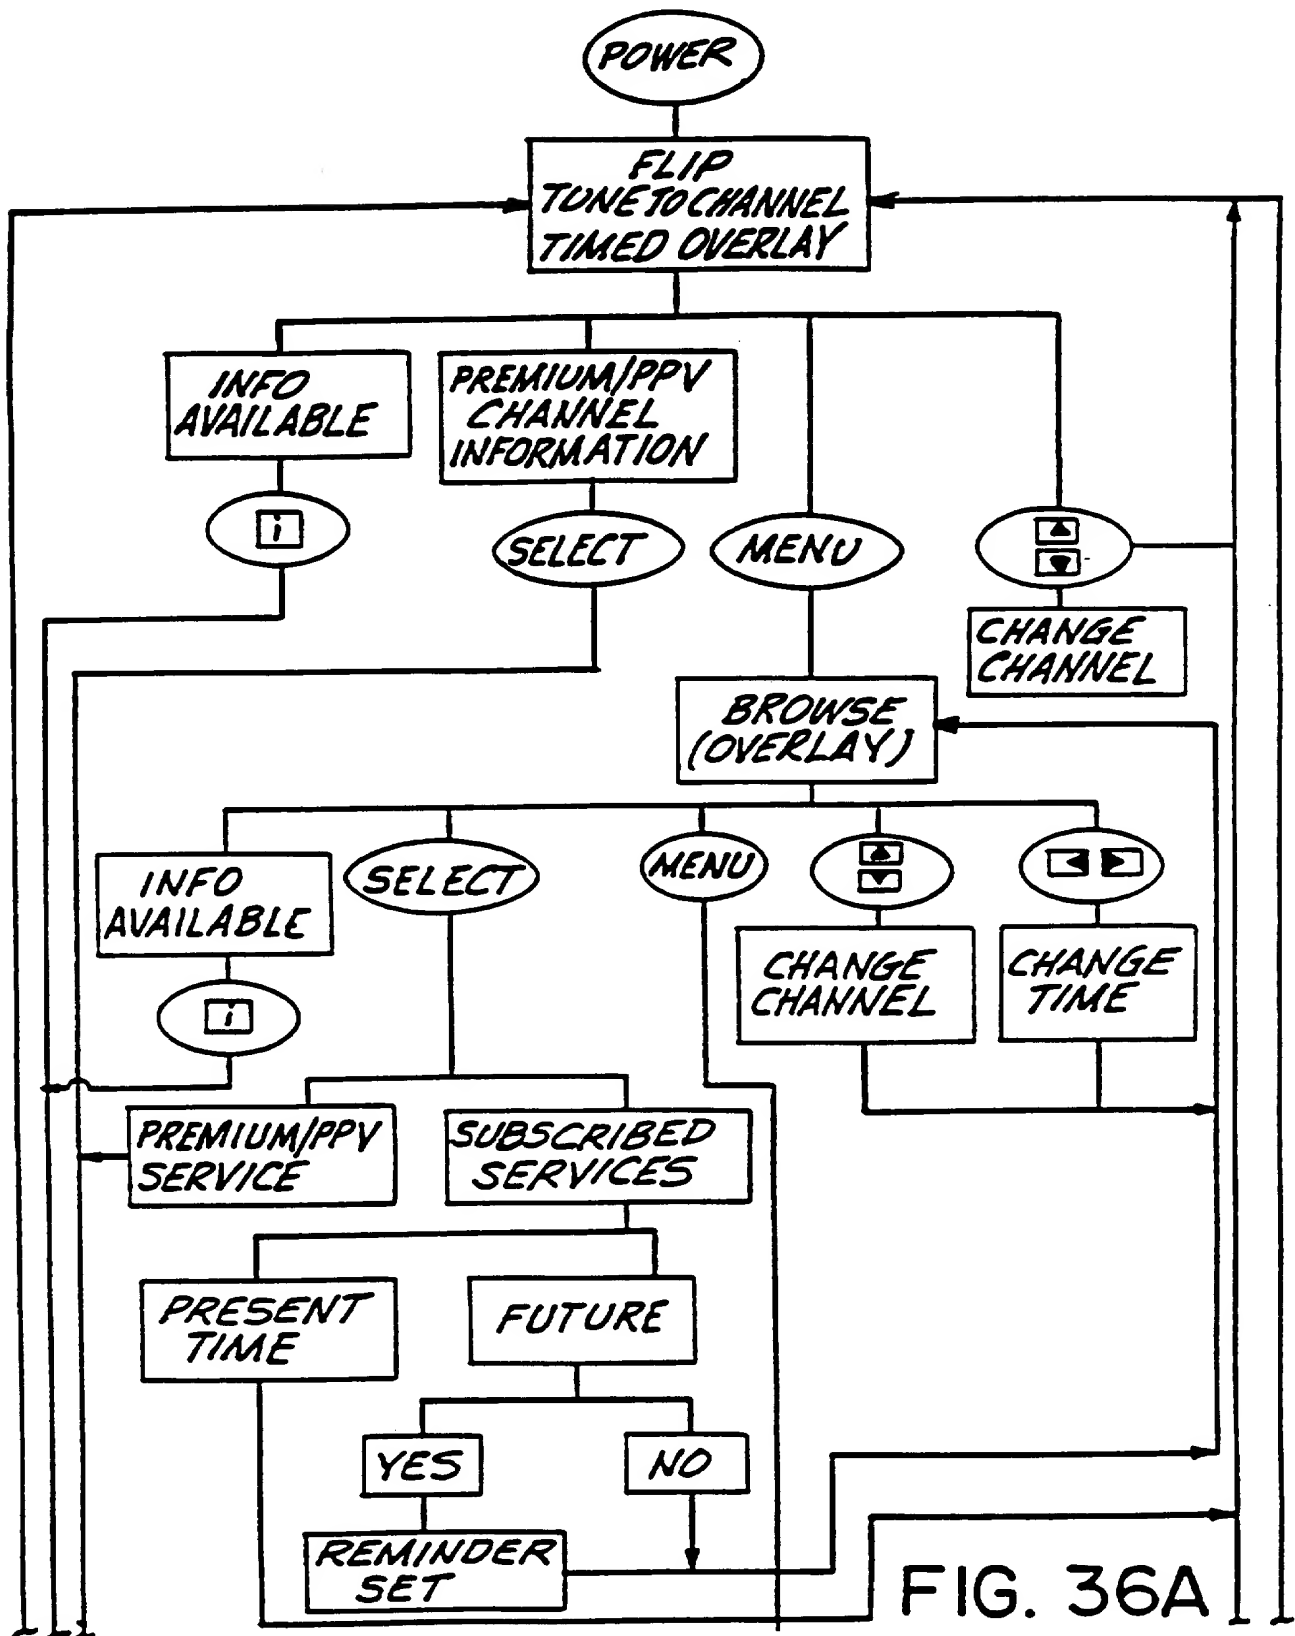 POWER
FLIP
TUNE TO CHANNEL
TIMED OVERLAY
INFO
AVAILABLE
PREMIUM/PPV
CHANNEL
INFORMATION
i
SELECT
MENU
CHANGE
CHANNEL
BROWSE
(OVERLAY)
INFO
AVAILABLE
SELECT
MENU
i
CHANGE
CHANNEL
CHANGE
TIME
PREMIUM/PPV
SERVICE
SUBSCRIBED
SERVICES
PRESENT
TIME
FUTURE
YES
NO
REMINDER
SET
FIG. 36A